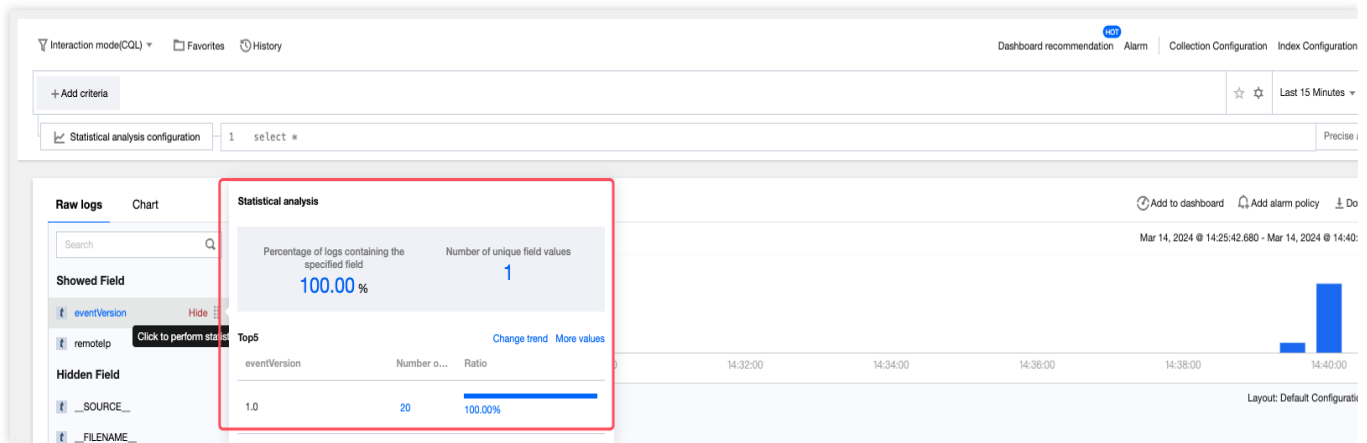 Interaction mode(CQL) Favorites History
HOT
Dashboard recommendation Alarm Collection Configuration Index Configuration
+ Add criteria
Last 15 Minutes
Statistical analysis configuration 1 select *
Precise
Raw logs Chart
Statistical analysis
Add to dashboard Add alarm policy Do
Search
Mar 14, 2024 @ 14:25:42.680 - Mar 14, 2024 @ 14:40:
Percentage of logs containing the
specified field
100.00 %
Number of unique field values
1
Showed Field
t eventVersion Hide
Click to perform statist
t remoteIp
Top5 Change trend More values
eventVersion Number o... Ratio
14:32:00 14:34:00 14:36:00 14:38:00 14:40:00
Hidden Field
Layout: Default Configuratio
t __SOURCE__
1.0 20 100.00%
t __FILENAME__